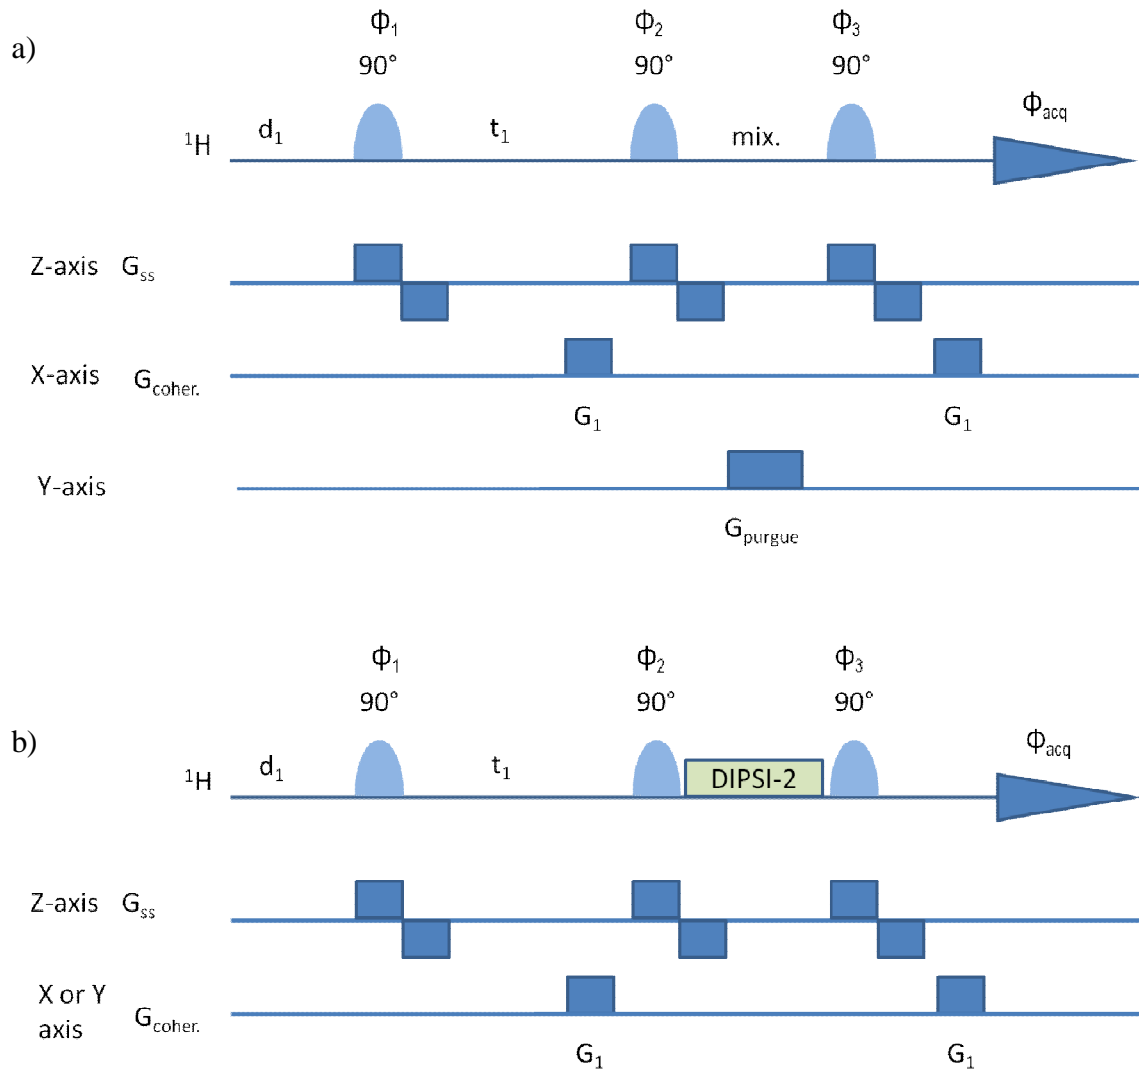 a)
Φ1 Φ2 Φ3
90° 90° 90°
Φacq
1H d1 t1 mix.
Z-axis Gss
X-axis Gcoher.
G1 G1
Y-axis
Gpurgue
b)
Φ1 Φ2 Φ3
90° 90° 90°
Φacq
1H d1 t1 DIPSI-2
Z-axis Gss
X or Y
axis Gcoher.
G1 G1